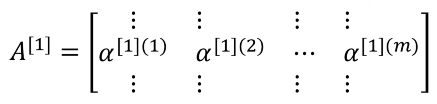 ⋮ ⋮ ⋮ ⋮
A^{[1]} = [α^{[1](1)} α^{[1](2)} ⋯ α^{[1](m)}]
⋮ ⋮ ⋮ ⋮